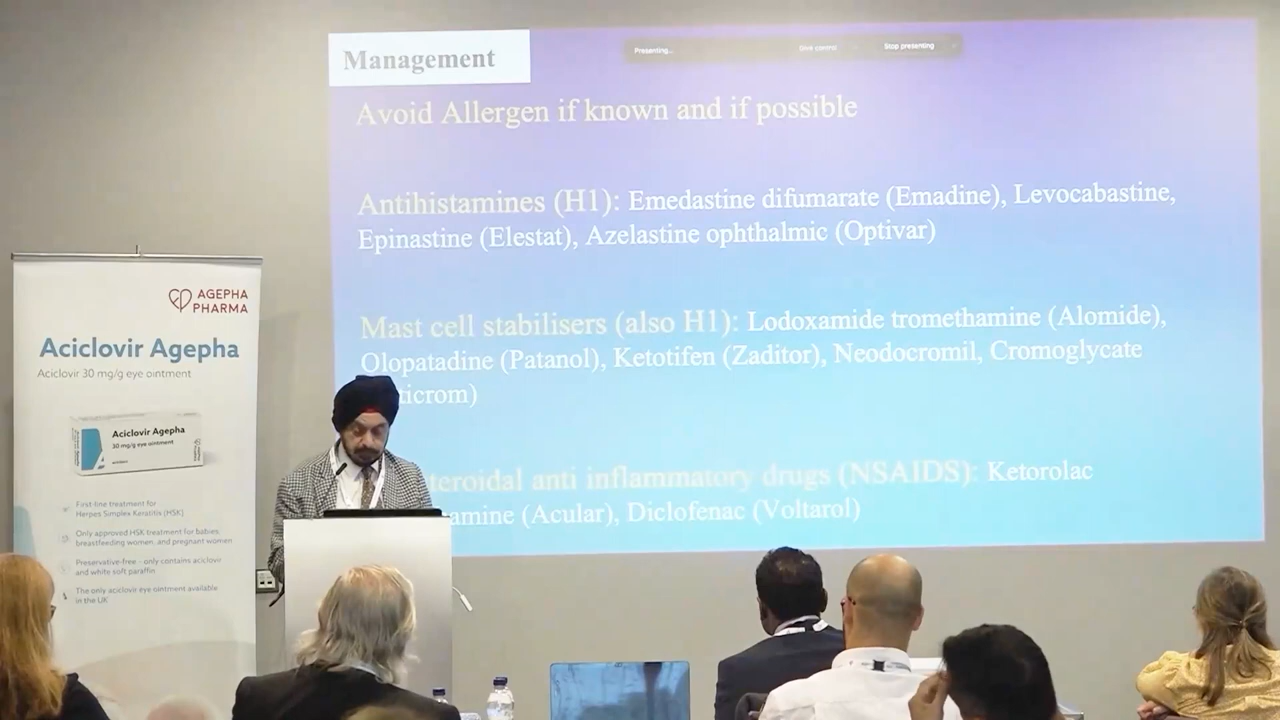 Management
Presenting...
Give control
Stop presenting
Avoid Allergen if known and if possible
Antihistamines (H1): Emedastine difumarate (Emadine), Levocabastine,
Epinastine (Elestat), Azelastine ophthalmic (Optivar)
Mast cell stabilisers (also H1): Lodoxamide tromethamine (Alomide),
Olopatadine (Patanol), Ketotifen (Zaditor), Neodocromil, Cromoglycate
ticrom)
teroidal anti inflammatory drugs (NSAIDS): Ketorolac
amine (Acular), Diclofenac (Voltarol)
AGEPHA
PHARMA
Aciclovir Agepha
Aciclovir 30 mg/g eye ointment
Aciclovir Agepha
30 mg/g eye ointment
First-line treatment for
Herpes Simplex Keratitis (HSK)
Only approved HSK treatment for babies,
breastfeeding women and pregnant women
Preservative-free - only contains aciclovir
and white soft paraffin
The only aciclovir eye ointment available
in the UK